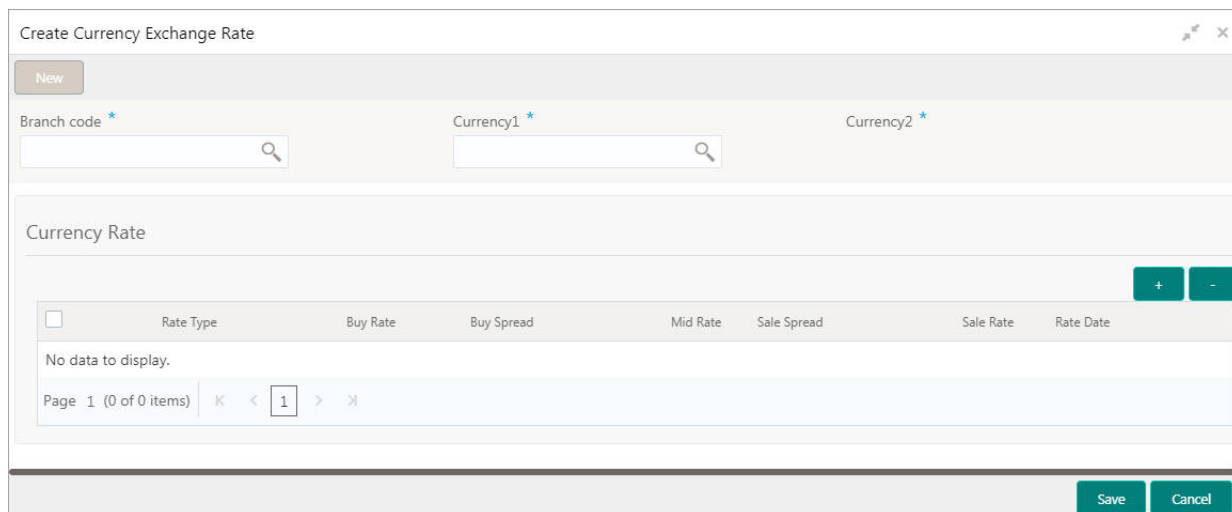 Create Currency Exchange Rate
New
Branch code * Currency1 * Currency2 *
Currency Rate
+ -
Rate Type Buy Rate Buy Spread Mid Rate Sale Spread Sale Rate Rate Date
No data to display.
Page 1 (0 of 0 items) 1
Save Cancel